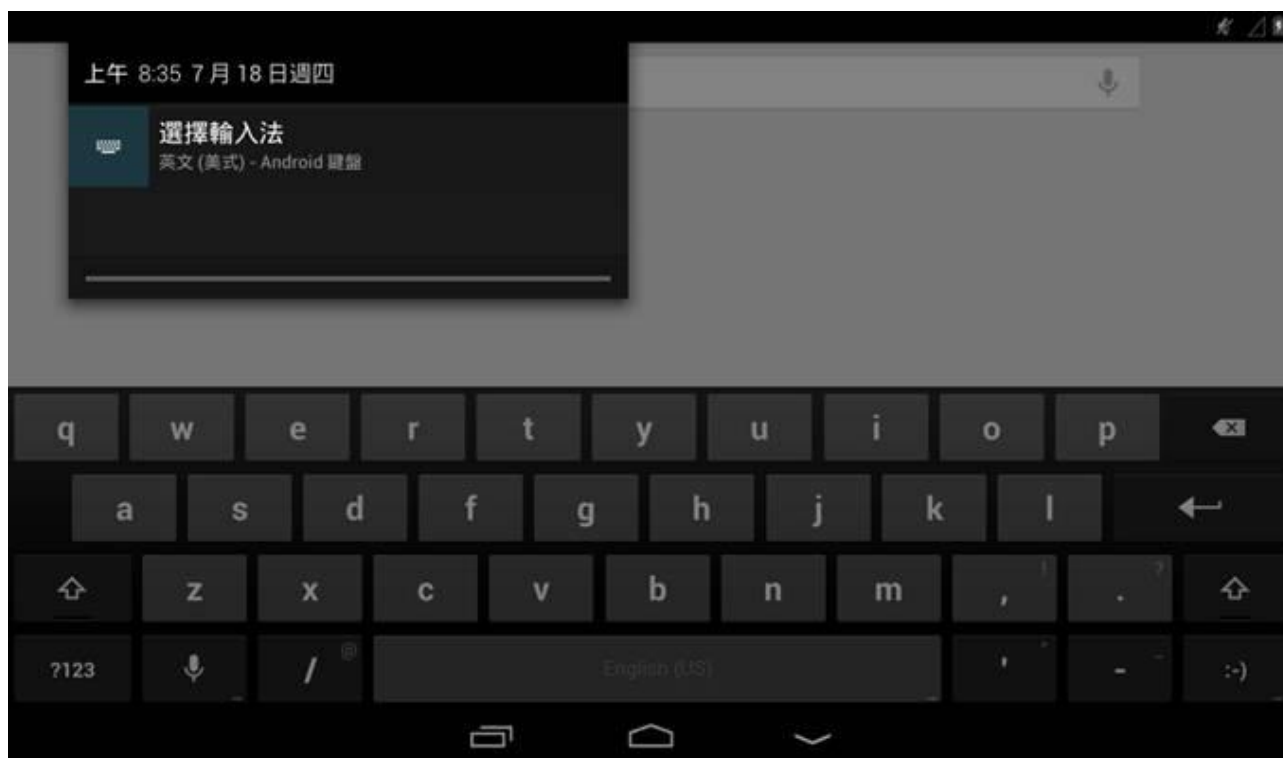 上午 8:35 7月18日週四
選擇輸入法
英文 (美式) - Android 鍵盤
q w e r t y u i o p
a s d f g h j k l
z x c v b n m , ! . ?
?123 / @ English (US) ' " - _ :-)